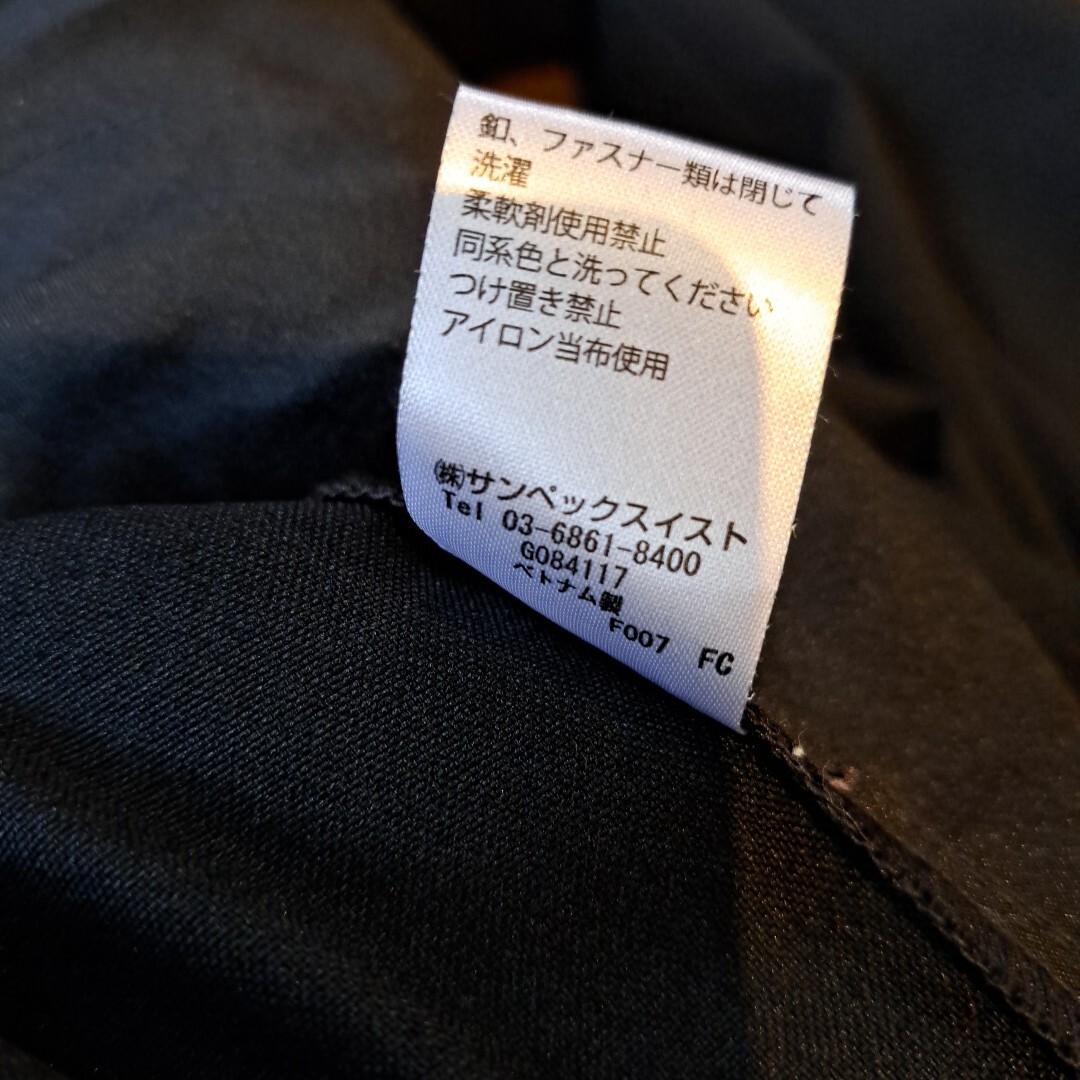 釦、ファスナー類は閉じて
洗濯
柔軟剤使用禁止
同系色と洗ってください
つけ置き禁止
アイロン当布使用
㈱サンペックスイスト
Tel 03-6861-8400
G084117
ベトナム製
F007 FC